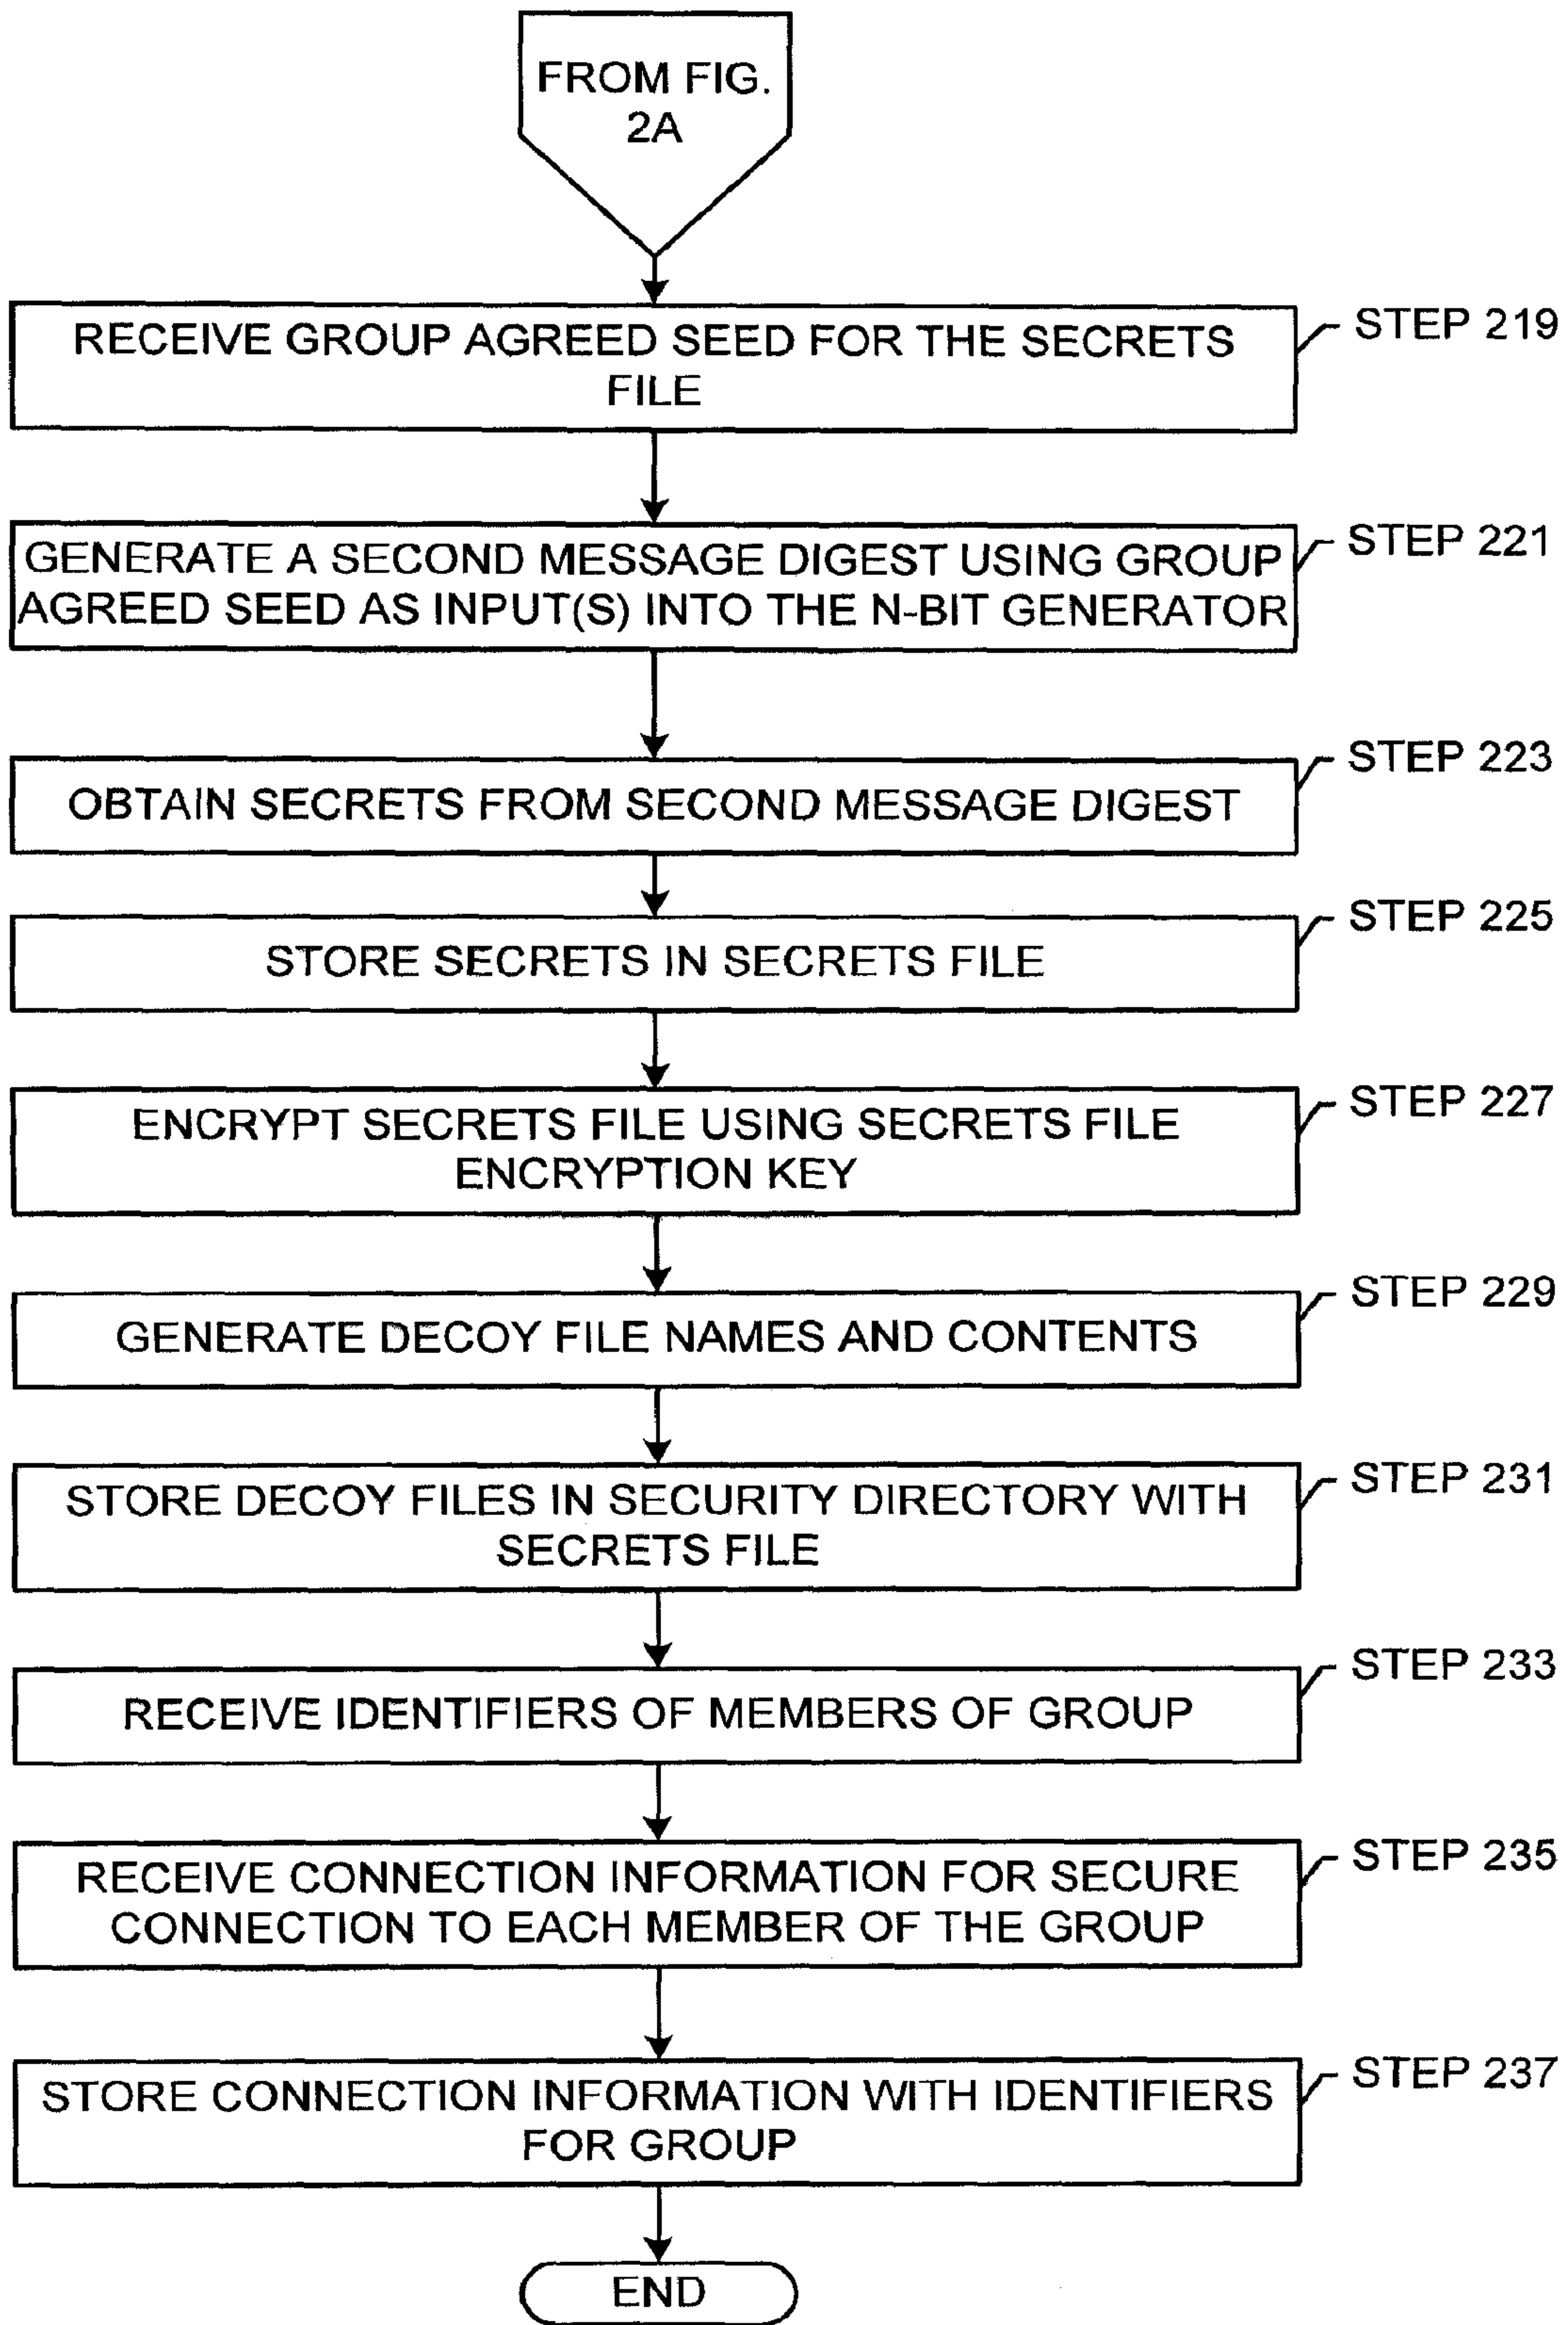 FROM FIG.
2A
RECEIVE GROUP AGREED SEED FOR THE SECRETS
FILE
STEP 219
GENERATE A SECOND MESSAGE DIGEST USING GROUP
AGREED SEED AS INPUT(S) INTO THE N-BIT GENERATOR
STEP 221
OBTAIN SECRETS FROM SECOND MESSAGE DIGEST
STEP 223
STORE SECRETS IN SECRETS FILE
STEP 225
ENCRYPT SECRETS FILE USING SECRETS FILE
ENCRYPTION KEY
STEP 227
GENERATE DECOY FILE NAMES AND CONTENTS
STEP 229
STORE DECOY FILES IN SECURITY DIRECTORY WITH
SECRETS FILE
STEP 231
RECEIVE IDENTIFIERS OF MEMBERS OF GROUP
STEP 233
RECEIVE CONNECTION INFORMATION FOR SECURE
CONNECTION TO EACH MEMBER OF THE GROUP
STEP 235
STORE CONNECTION INFORMATION WITH IDENTIFIERS
FOR GROUP
STEP 237
END